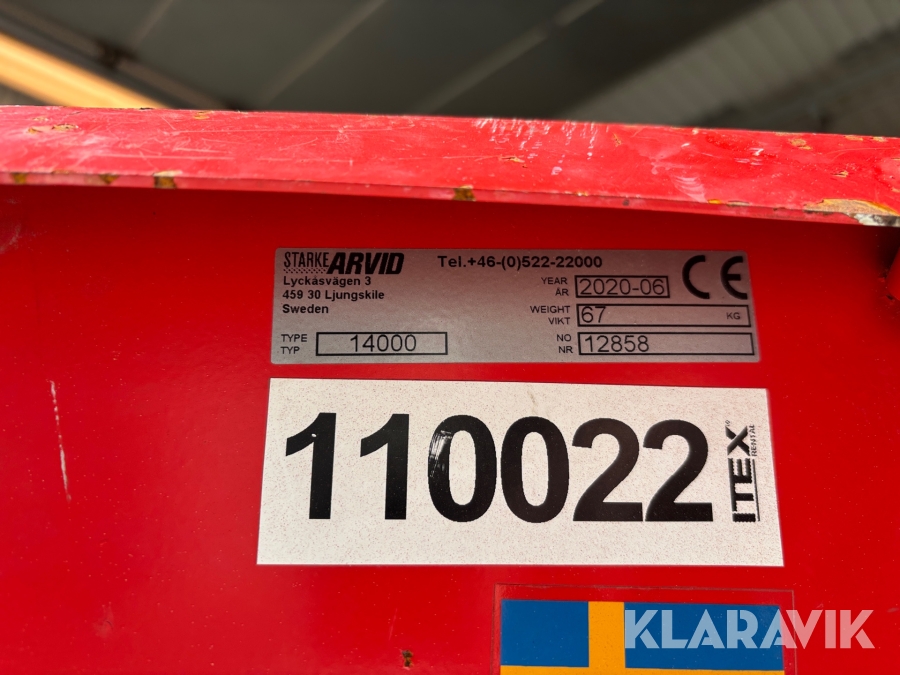 STARKE ARVID
Lyckåsvägen 3
459 30 Ljungskile
Sweden
TYPE
TYP
14000
Tel.+46-(0)522-22000
YEAR
ÅR
2020-06
CE
WEIGHT
VIKT
67
KG
NO
NR
12858
110022
ITEX®
RENTAL
KLARAVIK